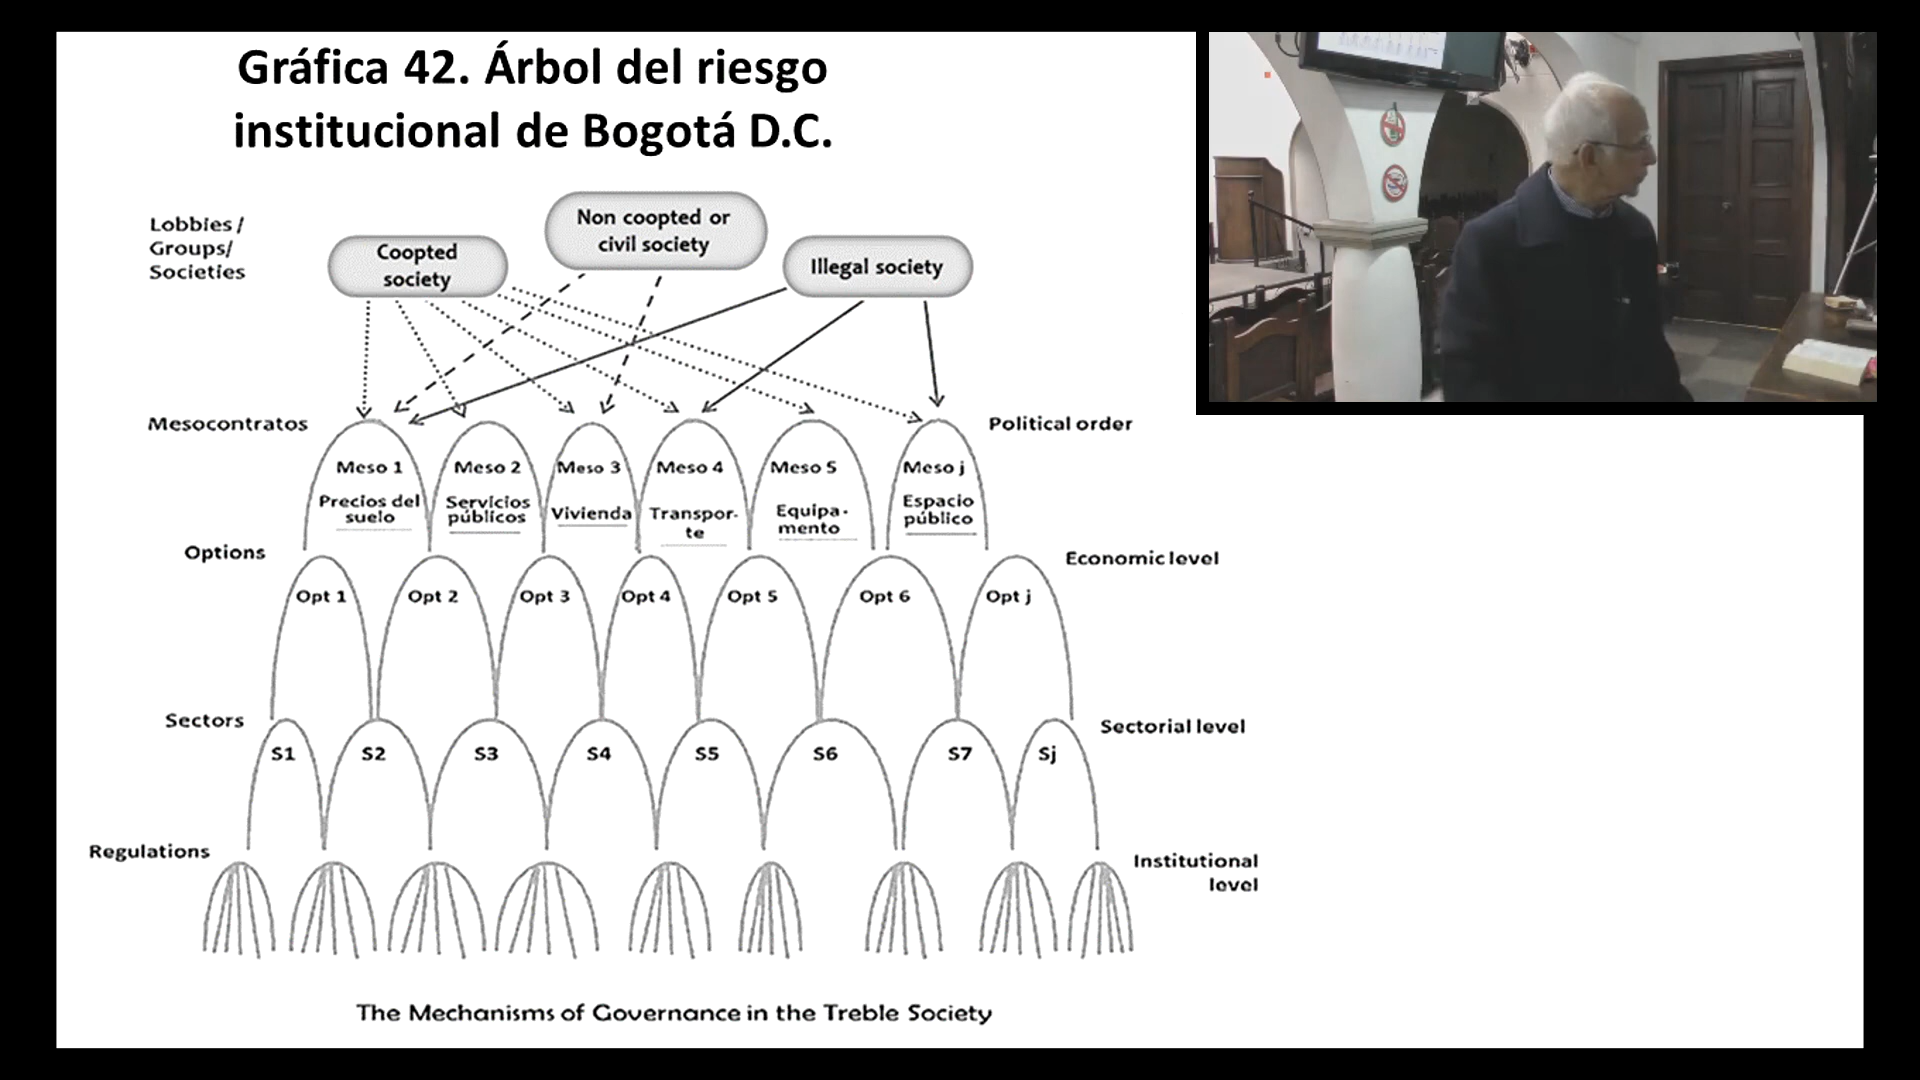 Gráfica 42. Árbol del riesgo
institucional de Bogotá D.C.
Lobbies /
Groups/
Societies
Coopted
society
Non coopted or
civil society
Illegal society
Mesocontratos
Political order
Meso 1
Precios del
suelo
Meso 2
Servicios
públicos
Meso 3
Vivienda
Meso 4
Transpor-
te
Meso 5
Equipa-
mento
Meso j
Espacio
público
Options
Economic level
Opt 1
Opt 2
Opt 3
Opt 4
Opt 5
Opt 6
Opt j
Sectors
Sectorial level
S1
S2
S3
S4
S5
S6
S7
Sj
Regulations
Institutional
level
The Mechanisms of Governance in the Treble Society